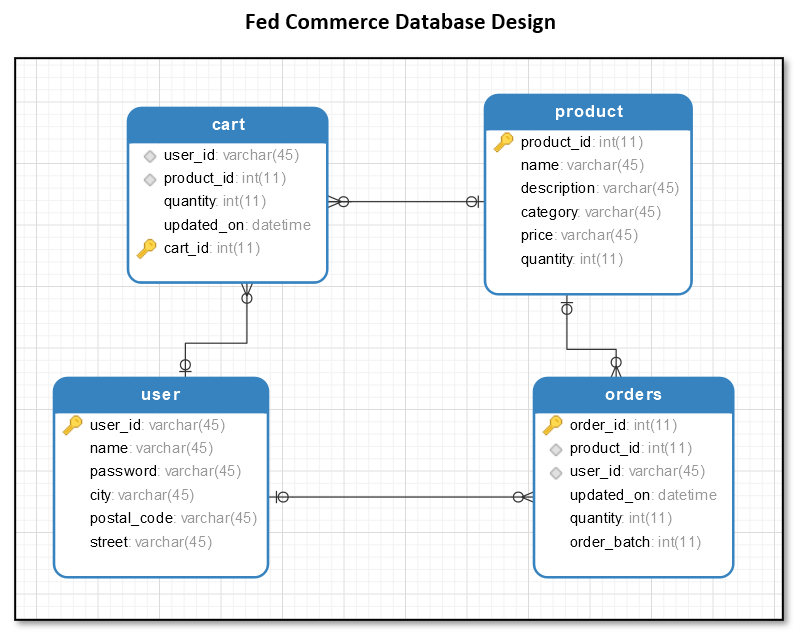 Fed Commerce Database Design
cart
user_id: varchar(45)
product_id: int(11)
quantity: int(11)
updated_on: datetime
cart_id: int(11)
product
product_id: int(11)
name: varchar(45)
description: varchar(45)
category: varchar(45)
price: varchar(45)
quantity: int(11)
user
user_id: varchar(45)
name: varchar(45)
password: varchar(45)
city: varchar(45)
postal_code: varchar(45)
street: varchar(45)
orders
order_id: int(11)
product_id: int(11)
user_id: varchar(45)
updated_on: datetime
quantity: int(11)
order_batch: int(11)